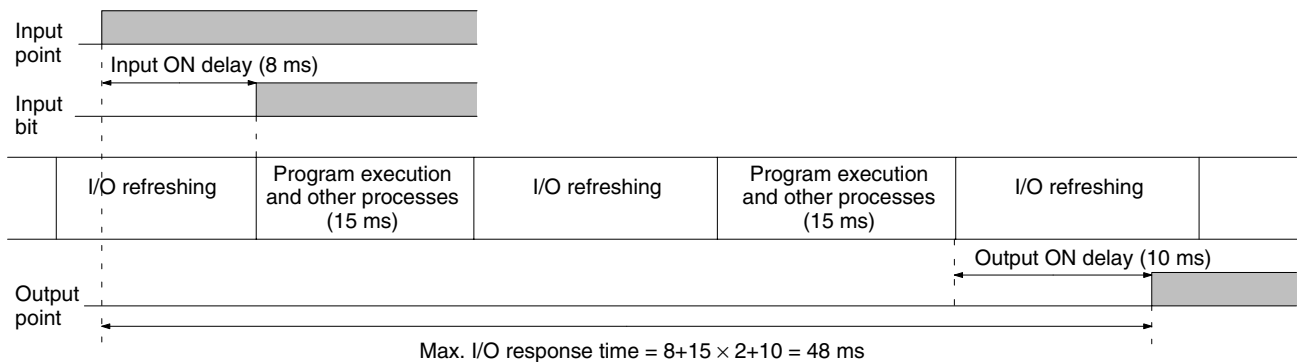 Input
point
Input ON delay (8 ms)
Input
bit
I/O refreshing
Program execution
and other processes
(15 ms)
I/O refreshing
Program execution
and other processes
(15 ms)
I/O refreshing
Output ON delay (10 ms)
Output
point
Max. I/O response time = 8+15 × 2+10 = 48 ms